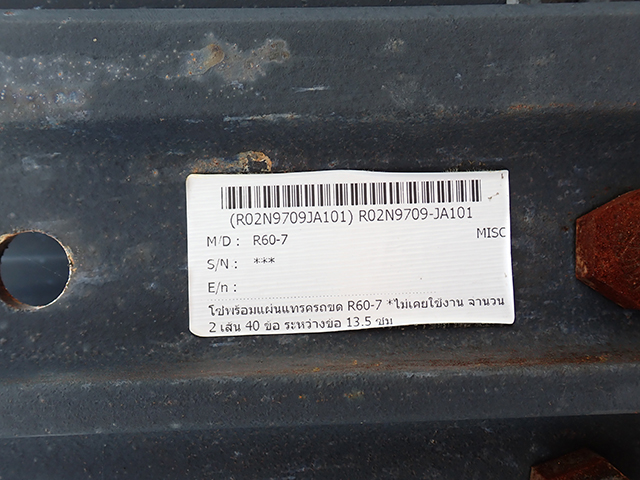 (R02N9709JA101) R02N9709-JA101
M/D : R60-7 MISC
S/N : ***
E/n :
โซ่พร้อมแผ่นแทรครถขุด R60-7 *ไม่เคยใช้งาน จำนวน
2 เส้น 40 ข้อ ระหว่างข้อ 13.5 ซม